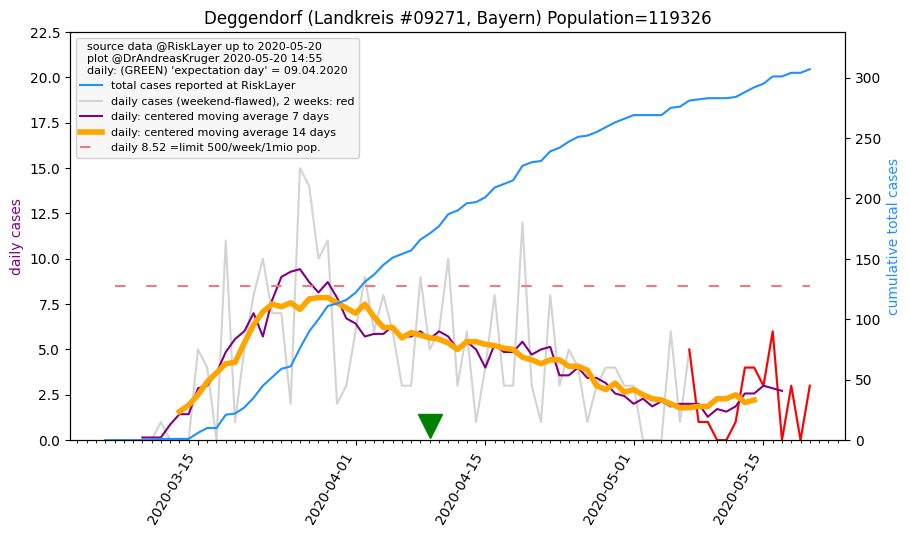 Deggendorf (Landkreis #09271, Bayern) Population=119326
source data @RiskLayer up to 2020-05-20
plot @DrAndreasKruger 2020-05-20 14:55
daily: (GREEN) 'expectation day' = 09.04.2020
total cases reported at RiskLayer
daily cases (weekend-flawed), 2 weeks: red
daily: centered moving average 7 days
daily: centered moving average 14 days
daily 8.52 =limit 500/week/1mio pop.
daily cases
22.5
20.0
17.5
15.0
12.5
10.0
7.5
5.0
2.5
0.0
300
250
200
150
100
50
0
cumulative total cases
2020-03-15
2020-04-01
2020-04-15
2020-05-01
2020-05-15